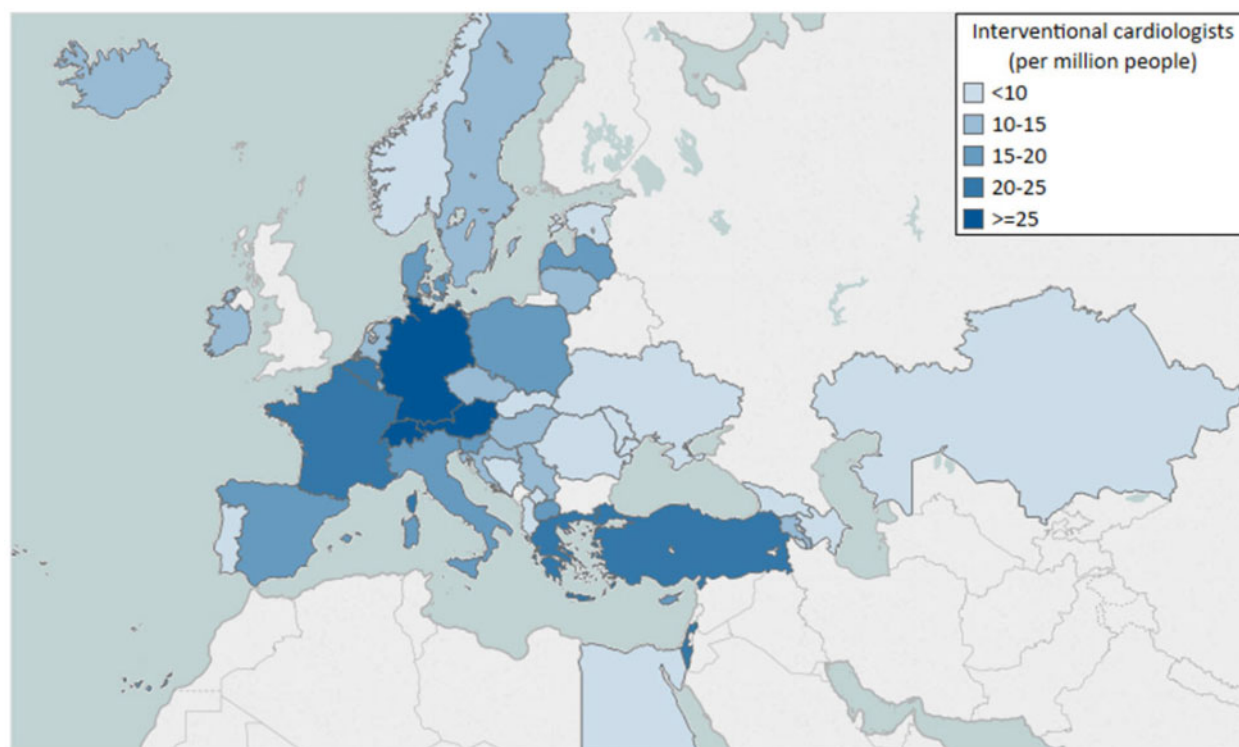 Interventional cardiologists
(per million people)
<10
10-15
15-20
20-25
>=25